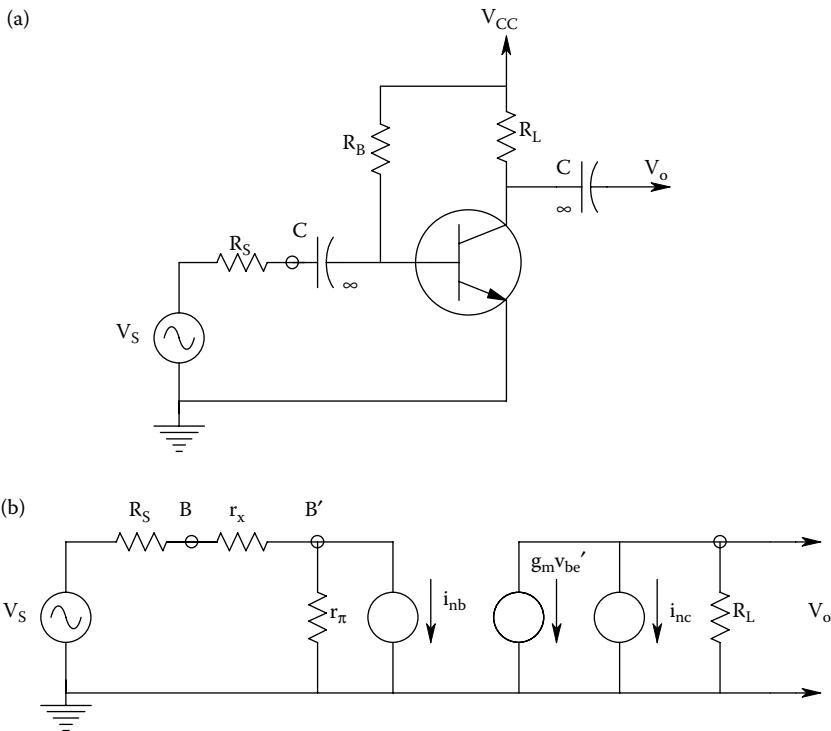 (a)
V_CC
R_B
R_L
C
V_o
∞
C
R_S
∞
V_S
(b)
R_S B r_x B′
g_m v_be′
V_S
r_π
i_nb
i_nc
R_L
V_o